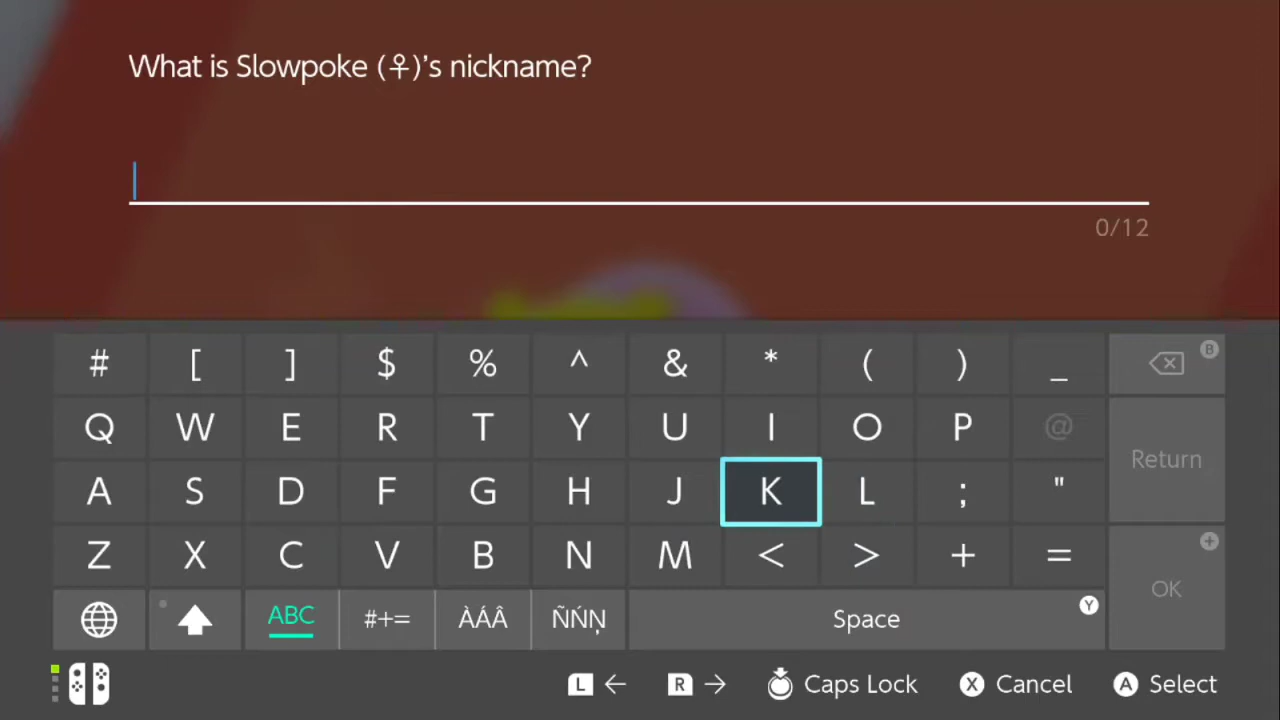 What is Slowpoke (♀)'s nickname?
0/12
# [ ] $ % ^ & * ( ) _ B
Q W E R T Y U I O P @ Return
A S D F G H J K L ; "
Z X C V B N M < > + = OK
ABC #+= ÀÁÂ ÑŃŅ Space Y
L ← R → Caps Lock X Cancel A Select